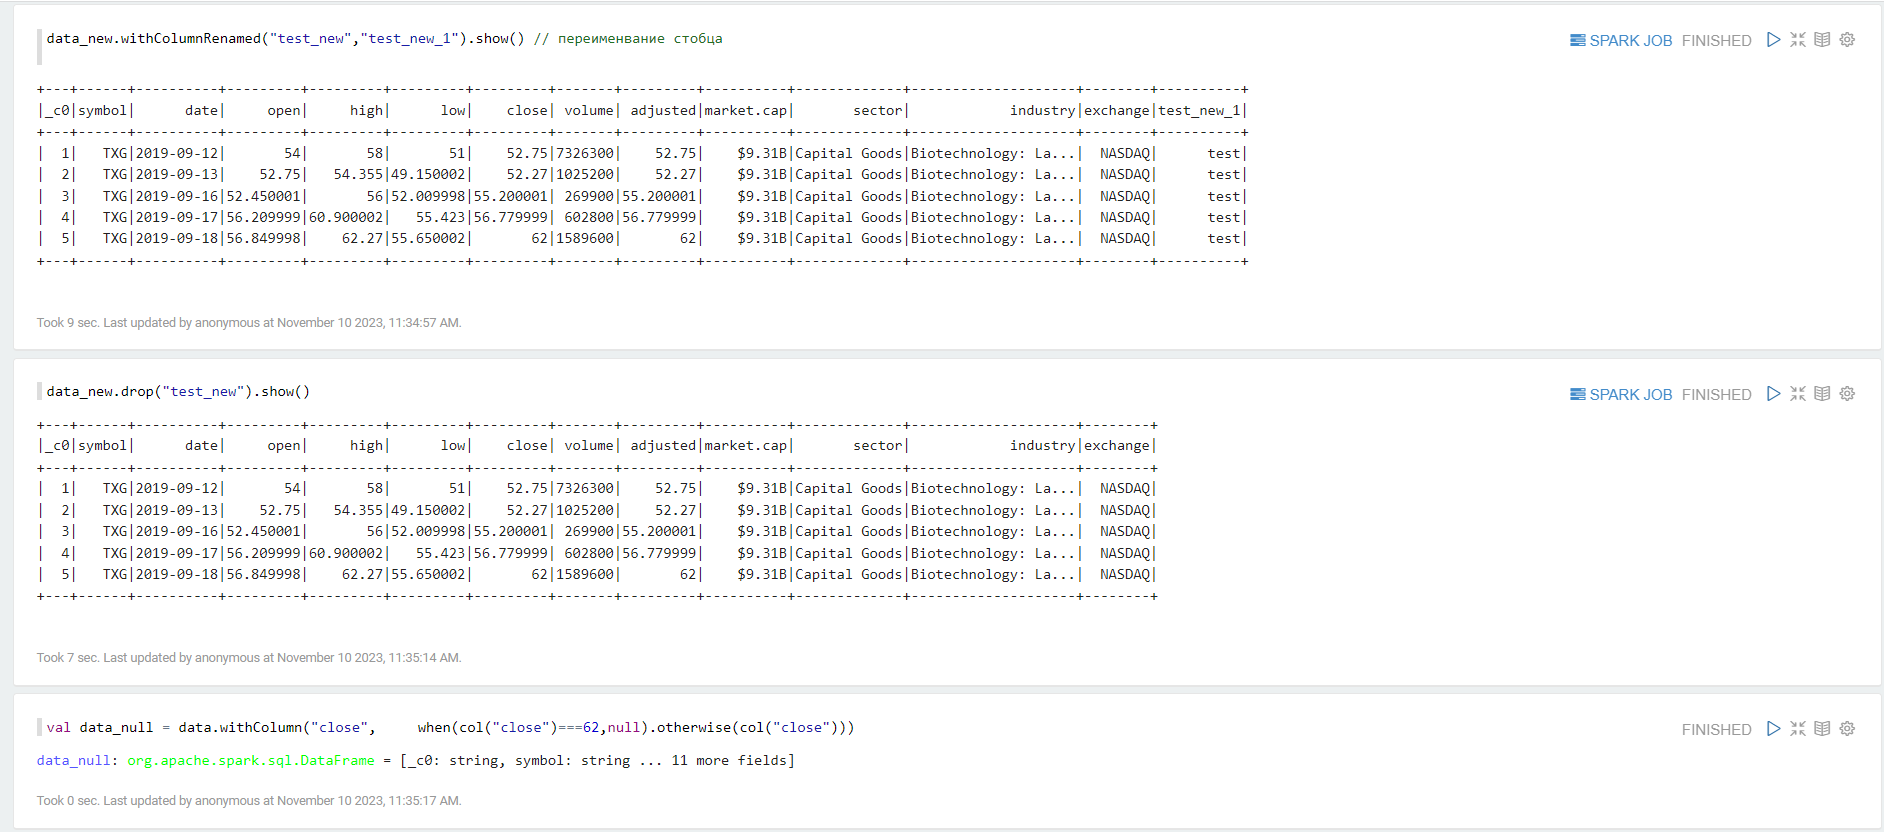 data_new.withColumnRenamed("test_new","test_new_1").show() // переименвание стобца
SPARK JOB FINISHED
+---+------+----------+---------+---------+---------+---------+-------+---------+----------+-------------+--------------------+--------+----------+
|_c0|symbol|      date|     open|     high|      low|    close| volume| adjusted|market.cap|       sector|            industry|exchange|test_new_1|
+---+------+----------+---------+---------+---------+---------+-------+---------+----------+-------------+--------------------+--------+----------+
|  1|   TXG|2019-09-12|       54|       58|       51|    52.75|7326300|    52.75|    $9.31B|Capital Goods|Biotechnology: La...|  NASDAQ|      test|
|  2|   TXG|2019-09-13|    52.75|   54.355|49.150002|    52.27|1025200|    52.27|    $9.31B|Capital Goods|Biotechnology: La...|  NASDAQ|      test|
|  3|   TXG|2019-09-16|52.450001|       56|52.009998|55.200001| 269900|55.200001|    $9.31B|Capital Goods|Biotechnology: La...|  NASDAQ|      test|
|  4|   TXG|2019-09-17|56.209999|60.900002|   55.423|56.779999| 602800|56.779999|    $9.31B|Capital Goods|Biotechnology: La...|  NASDAQ|      test|
|  5|   TXG|2019-09-18|56.849998|    62.27|55.650002|       62|1589600|       62|    $9.31B|Capital Goods|Biotechnology: La...|  NASDAQ|      test|
+---+------+----------+---------+---------+---------+---------+-------+---------+----------+-------------+--------------------+--------+----------+
Took 9 sec. Last updated by anonymous at November 10 2023, 11:34:57 AM.
data_new.drop("test_new").show()
SPARK JOB FINISHED
+---+------+----------+---------+---------+---------+---------+-------+---------+----------+-------------+--------------------+--------+
|_c0|symbol|      date|     open|     high|      low|    close| volume| adjusted|market.cap|       sector|            industry|exchange|
+---+------+----------+---------+---------+---------+---------+-------+---------+----------+-------------+--------------------+--------+
|  1|   TXG|2019-09-12|       54|       58|       51|    52.75|7326300|    52.75|    $9.31B|Capital Goods|Biotechnology: La...|  NASDAQ|
|  2|   TXG|2019-09-13|    52.75|   54.355|49.150002|    52.27|1025200|    52.27|    $9.31B|Capital Goods|Biotechnology: La...|  NASDAQ|
|  3|   TXG|2019-09-16|52.450001|       56|52.009998|55.200001| 269900|55.200001|    $9.31B|Capital Goods|Biotechnology: La...|  NASDAQ|
|  4|   TXG|2019-09-17|56.209999|60.900002|   55.423|56.779999| 602800|56.779999|    $9.31B|Capital Goods|Biotechnology: La...|  NASDAQ|
|  5|   TXG|2019-09-18|56.849998|    62.27|55.650002|       62|1589600|       62|    $9.31B|Capital Goods|Biotechnology: La...|  NASDAQ|
+---+------+----------+---------+---------+---------+---------+-------+---------+----------+-------------+--------------------+--------+
Took 7 sec. Last updated by anonymous at November 10 2023, 11:35:14 AM.
val data_null = data.withColumn("close",     when(col("close")===62,null).otherwise(col("close")))
FINISHED
data_null: org.apache.spark.sql.DataFrame = [_c0: string, symbol: string ... 11 more fields]
Took 0 sec. Last updated by anonymous at November 10 2023, 11:35:17 AM.